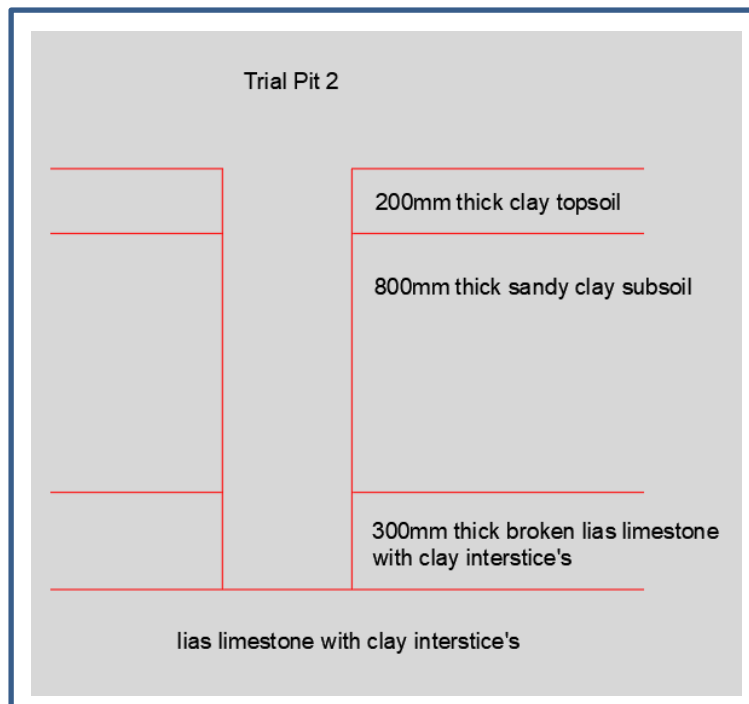 Trial Pit 2
200mm thick clay topsoil
800mm thick sandy clay subsoil
300mm thick broken lias limestone
with clay interstice's
lias limestone with clay interstice's